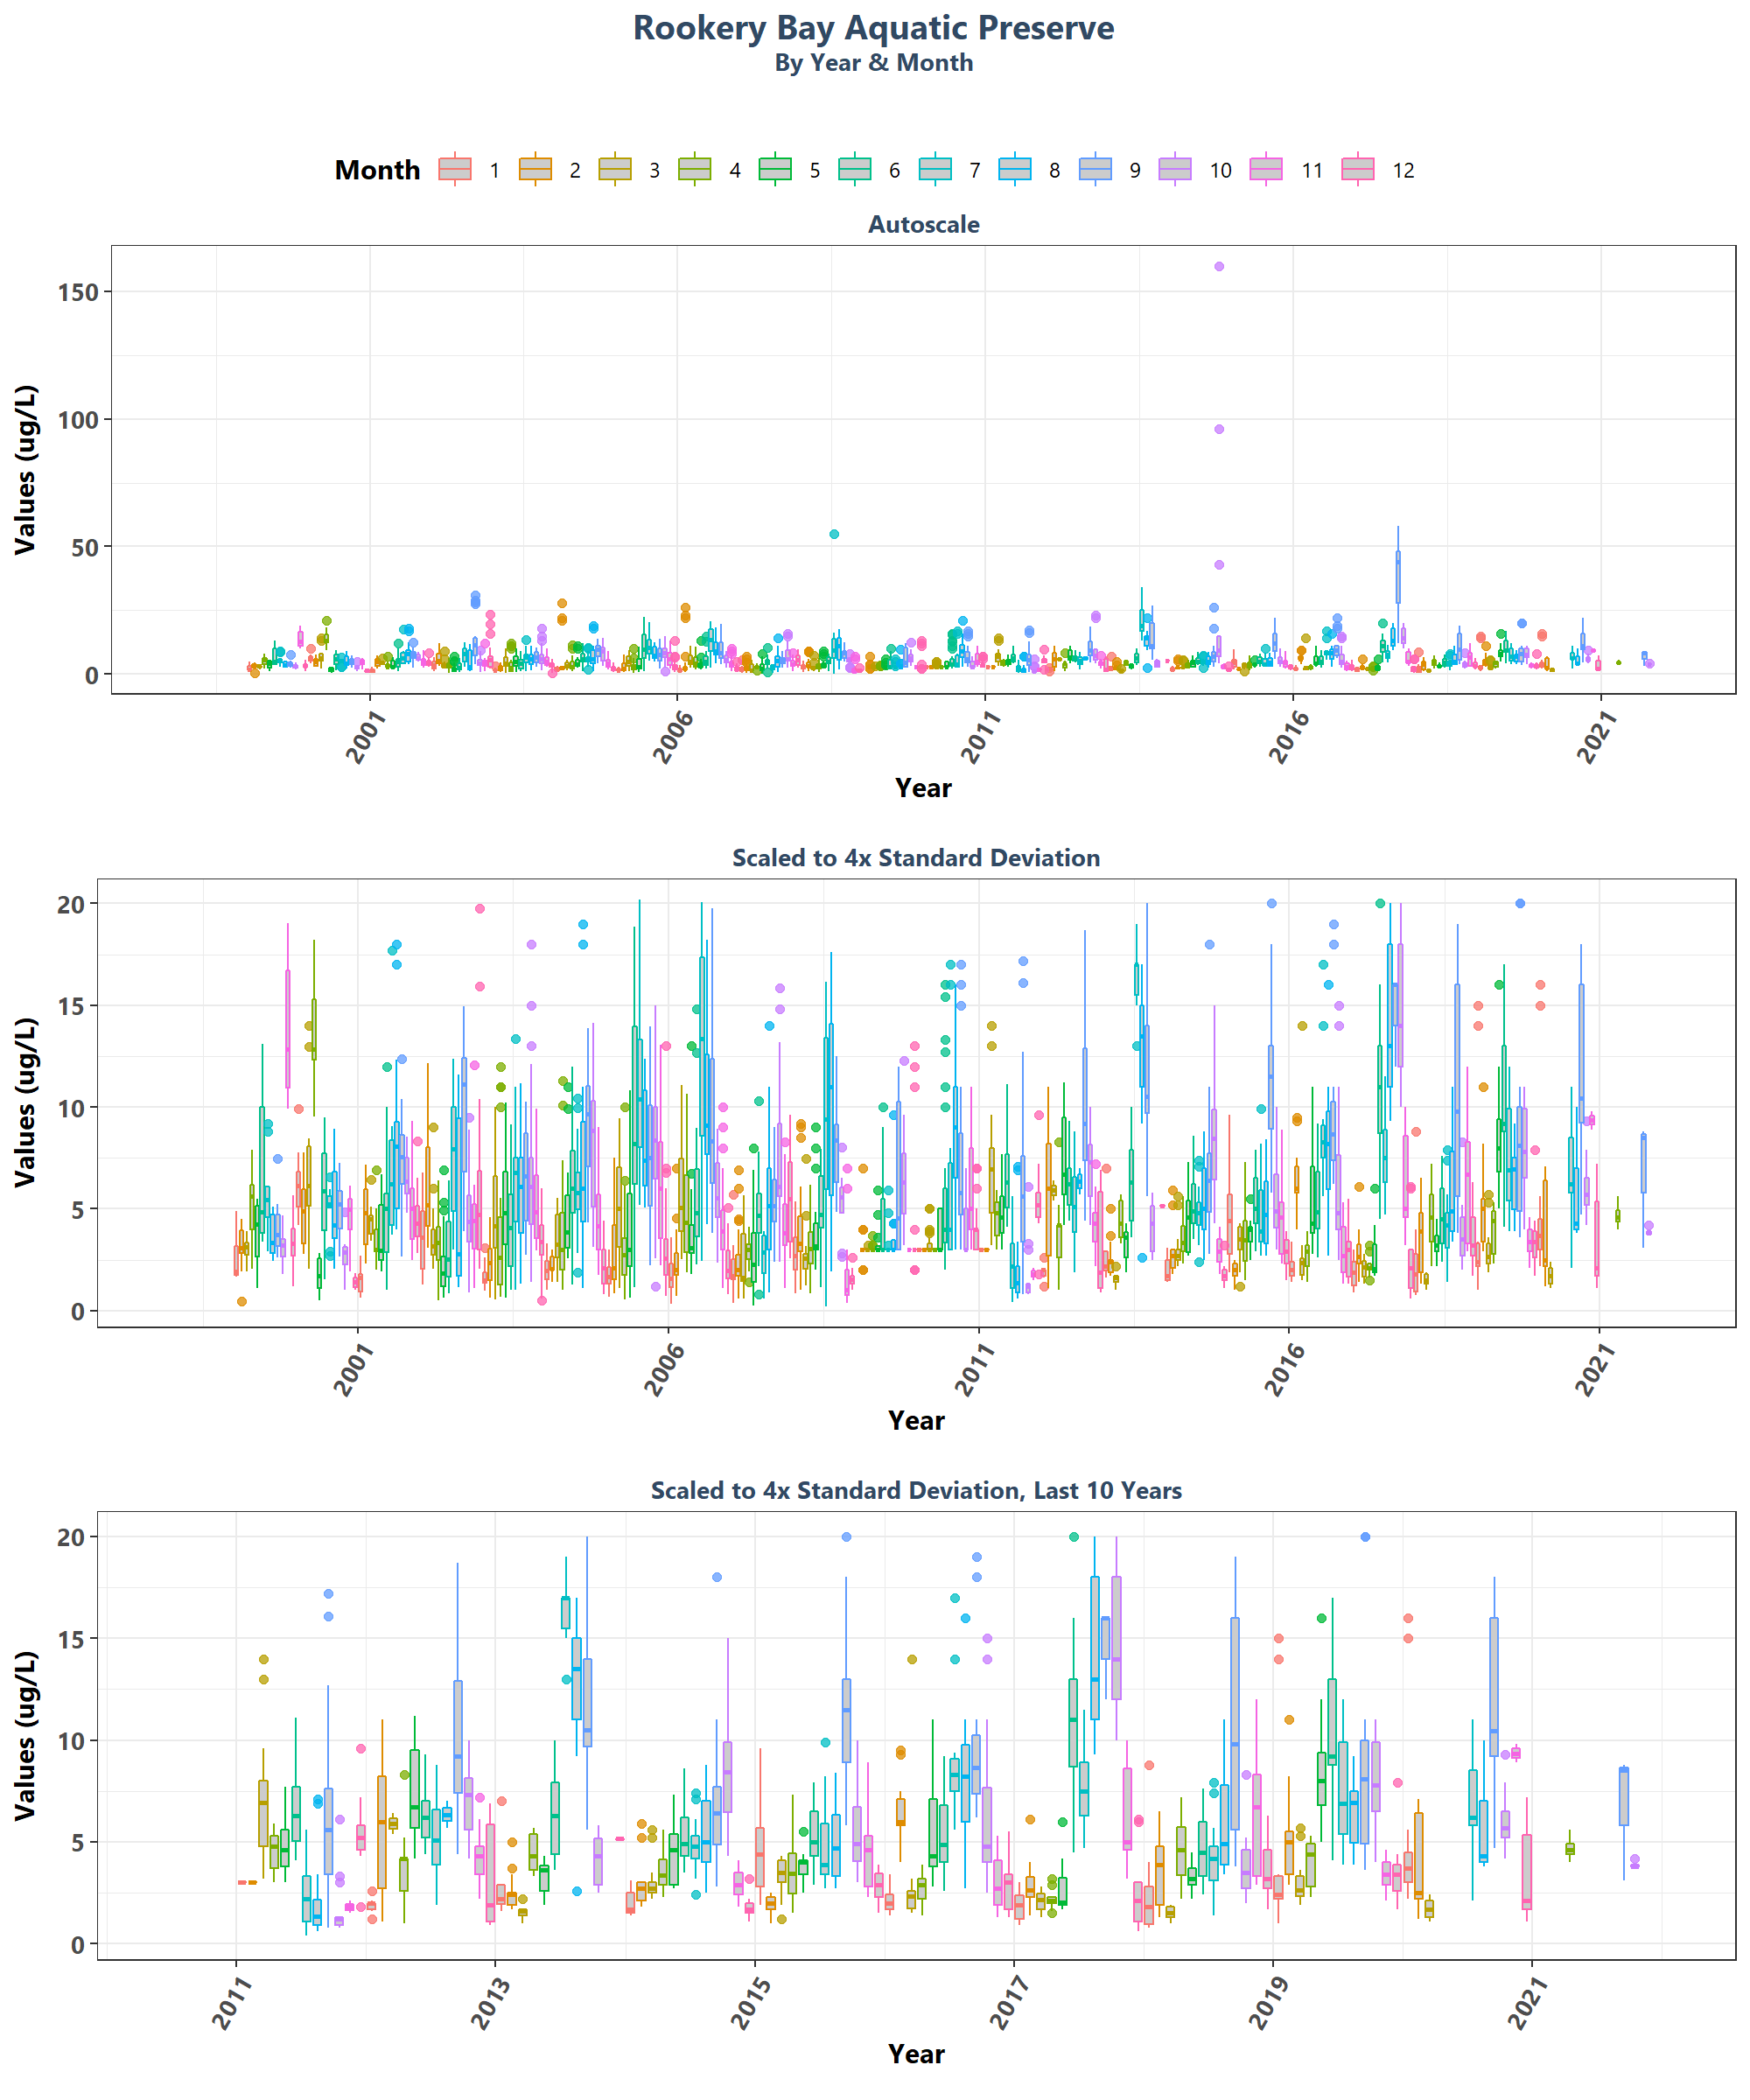 Rookery Bay Aquatic Preserve
By Year & Month
Month 1 2 3 4 5 6 7 8 9 10 11 12
Autoscale
Values (ug/L)
150
100
50
0
2001 2006 2011 2016 2021
Year
Scaled to 4x Standard Deviation
Values (ug/L)
20
15
10
5
0
2001 2006 2011 2016 2021
Year
Scaled to 4x Standard Deviation, Last 10 Years
Values (ug/L)
20
15
10
5
0
2011 2013 2015 2017 2019 2021
Year